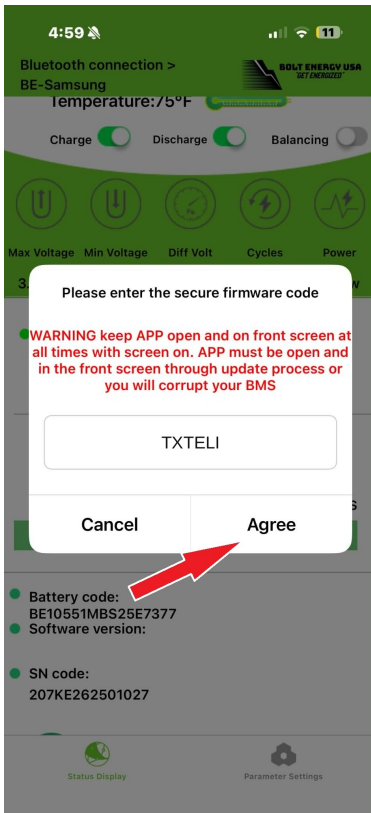 4:59
11
Bluetooth connection >
BE-Samsung
BOLT ENERGY USA
"GET ENERGIZED"
Temperature:75°F
Charge
Discharge
Balancing
Max Voltage
Min Voltage
Diff Volt
Cycles
Power
3.
w
Please enter the secure firmware code
WARNING keep APP open and on front screen at
all times with screen on. APP must be open and
in the front screen through update process or
you will corrupt your BMS
TXTELI
S
Cancel
Agree
Battery code:
BE10551MBS25E7377
Software version:
SN code:
207KE262501027
Status Display
Parameter Settings